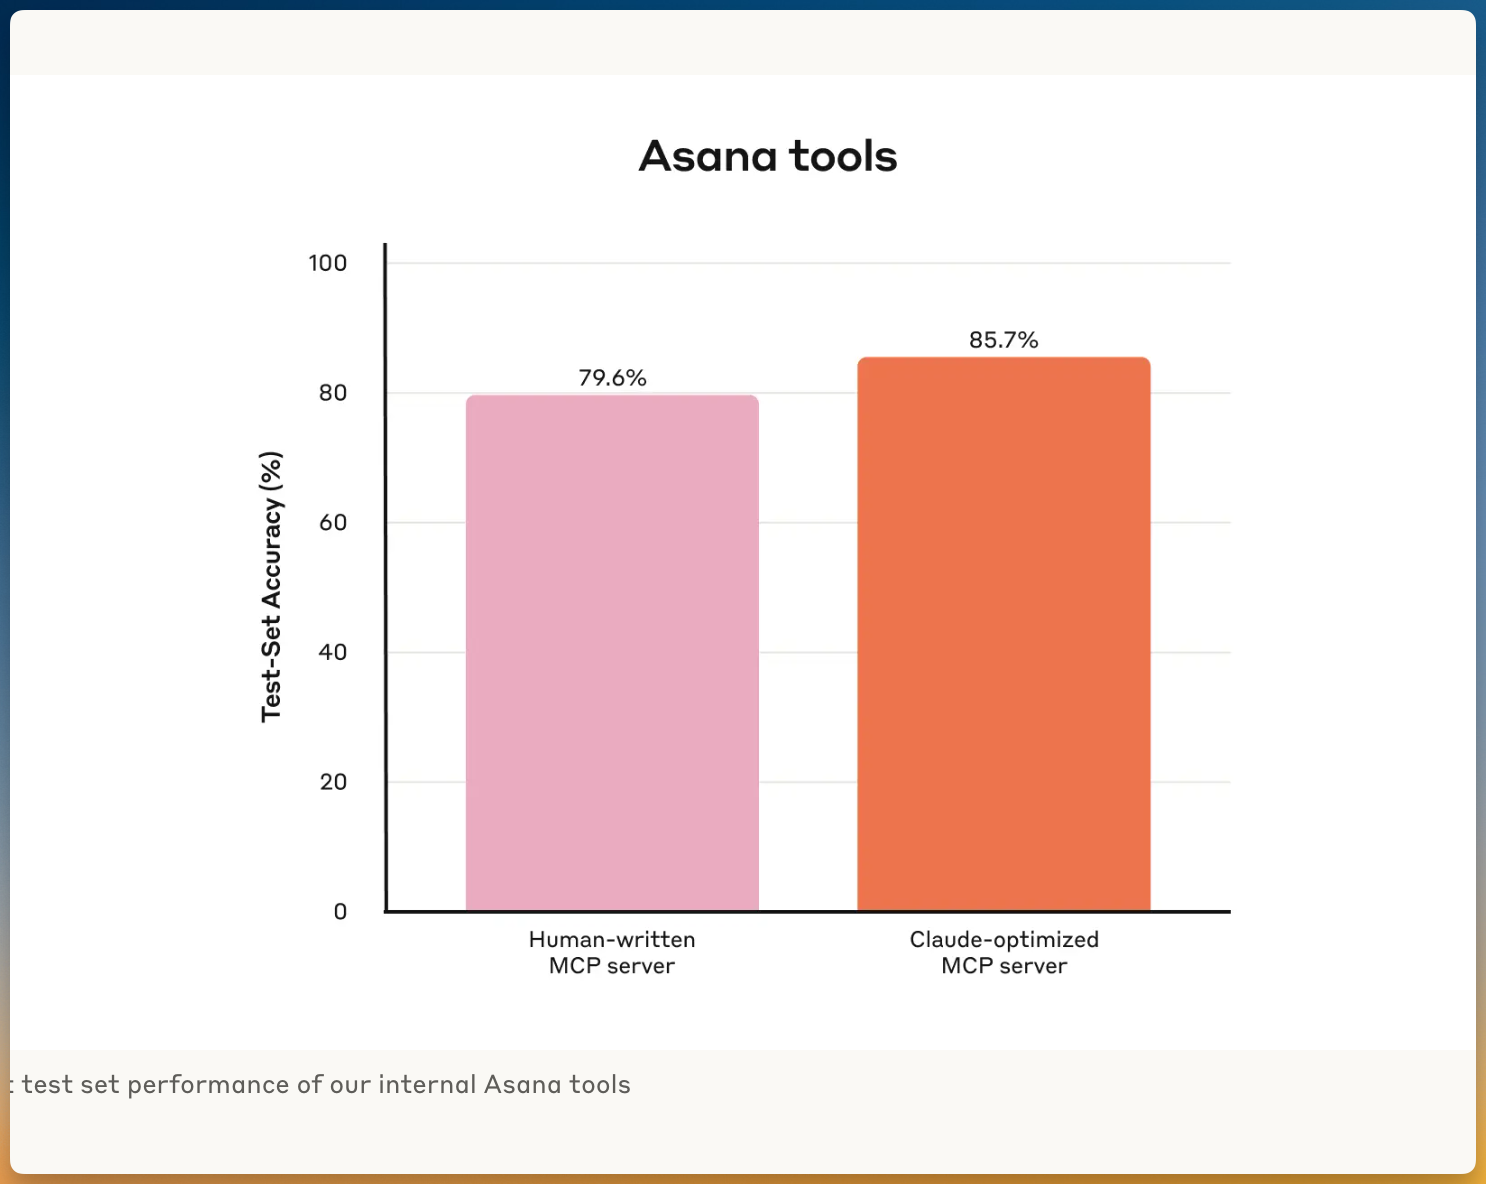 Asana tools
Test-Set Accuracy (%)
100
80
60
40
20
0
79.6%
85.7%
Human-written
MCP server
Claude-optimized
MCP server
test set performance of our internal Asana tools